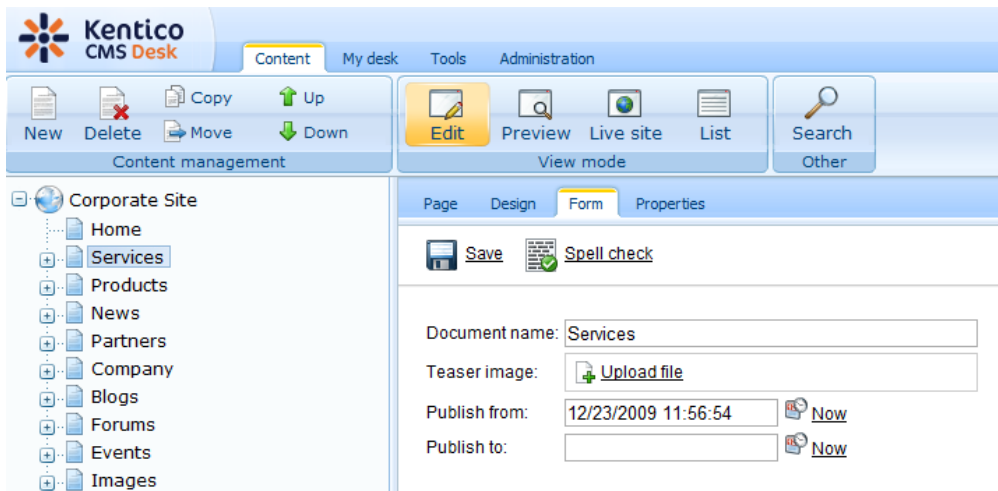 Kentico
CMS Desk
Content My desk Tools Administration
New Delete Copy Move Up Down
Content management
Edit Preview Live site List
View mode
Search
Other
Corporate Site
Home
Services
Products
News
Partners
Company
Blogs
Forums
Events
Images
Page Design Form Properties
Save Spell check
Document name: Services
Teaser image: Upload file
Publish from: 12/23/2009 11:56:54 Now
Publish to: Now